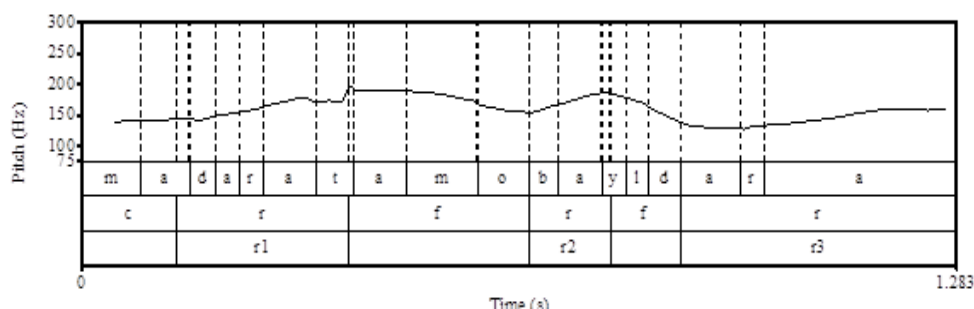 300
250
200
150
100
75
Pitch (Hz)
m a d a r a t a m o b a y l d a r a
c r f r f r
r1 r2 r3
0 1.283
Time (s)